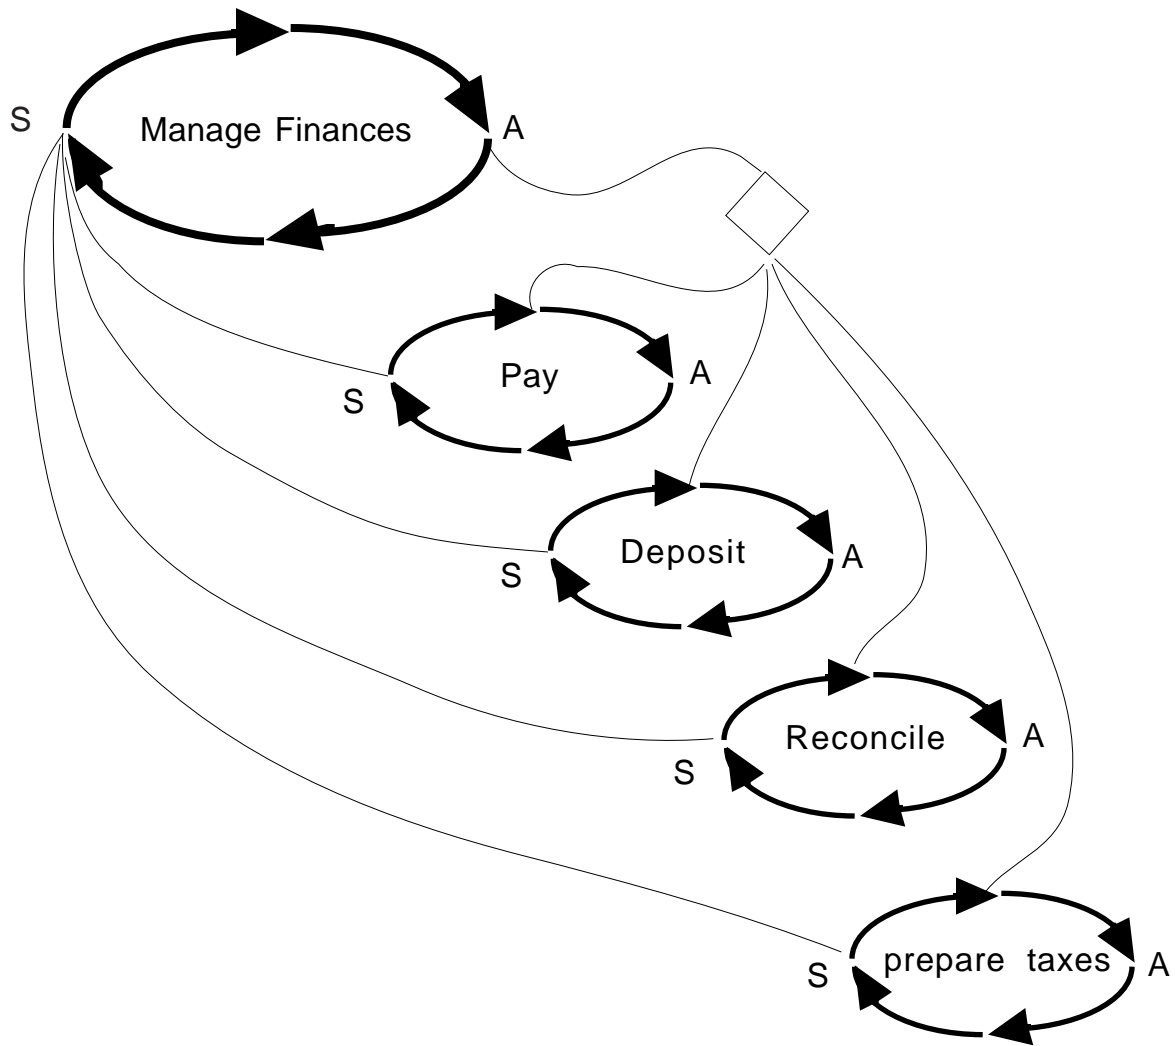 S Manage Finances A
Pay
S A
Deposit
S A
Reconcile
S A
prepare taxes
S A